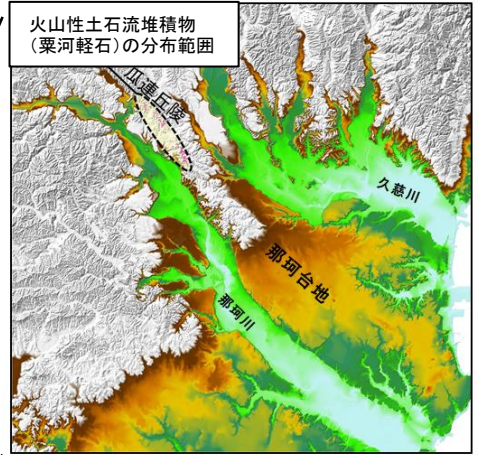 火山性土石流堆積物
（粟河軽石）の分布範囲
瓜連丘陵
久慈川
那珂台地
那珂川